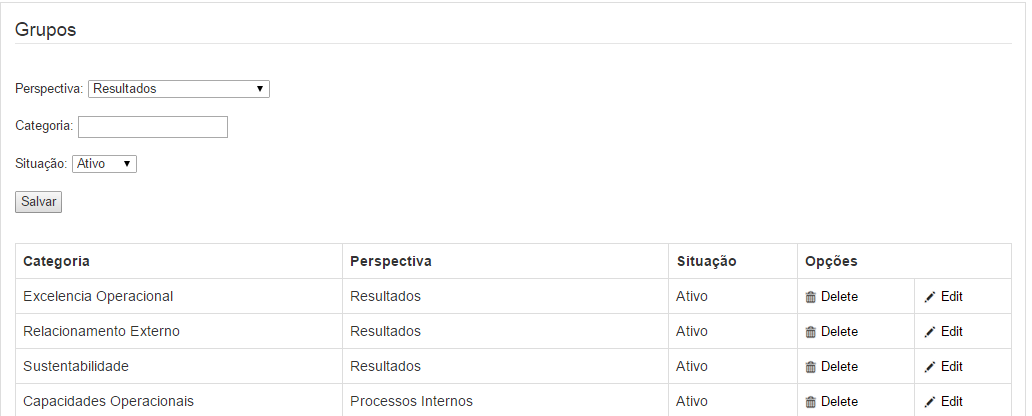 Grupos
Perspectiva: Resultados
Categoria:
Situação: Ativo
Salvar
Categoria Perspectiva Situação Opções
Excelencia Operacional Resultados Ativo Delete Edit
Relacionamento Externo Resultados Ativo Delete Edit
Sustentabilidade Resultados Ativo Delete Edit
Capacidades Operacionais Processos Internos Ativo Delete Edit